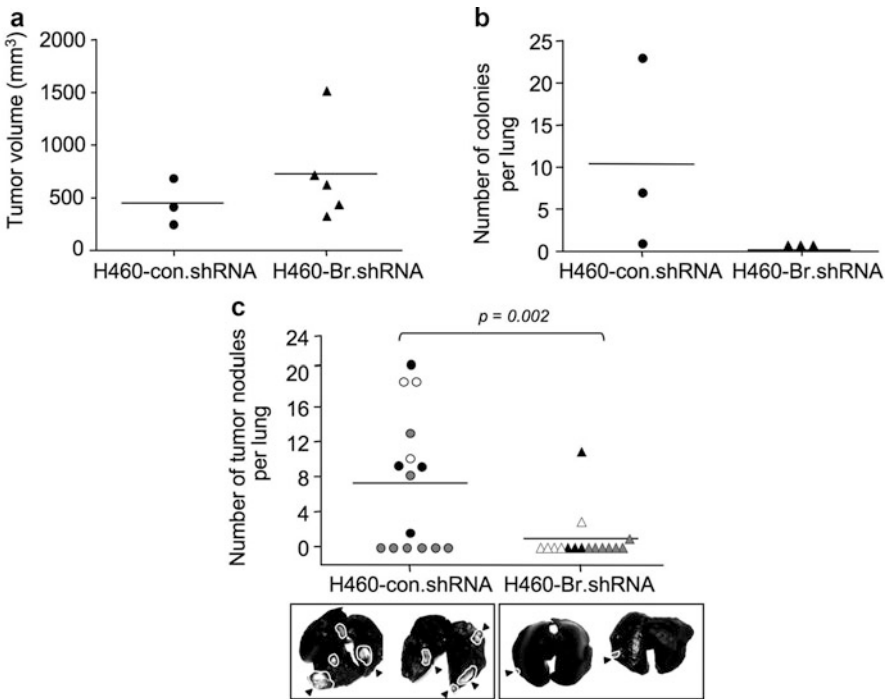 a
Tumor volume (mm³)
2000
1500
1000
500
0
H460-con.shRNA H460-Br.shRNA
b
Number of colonies
per lung
25
20
15
10
5
0
H460-con.shRNA H460-Br.shRNA
c
p = 0.002
Number of tumor nodules
per lung
24
20
16
12
8
4
0
H460-con.shRNA H460-Br.shRNA